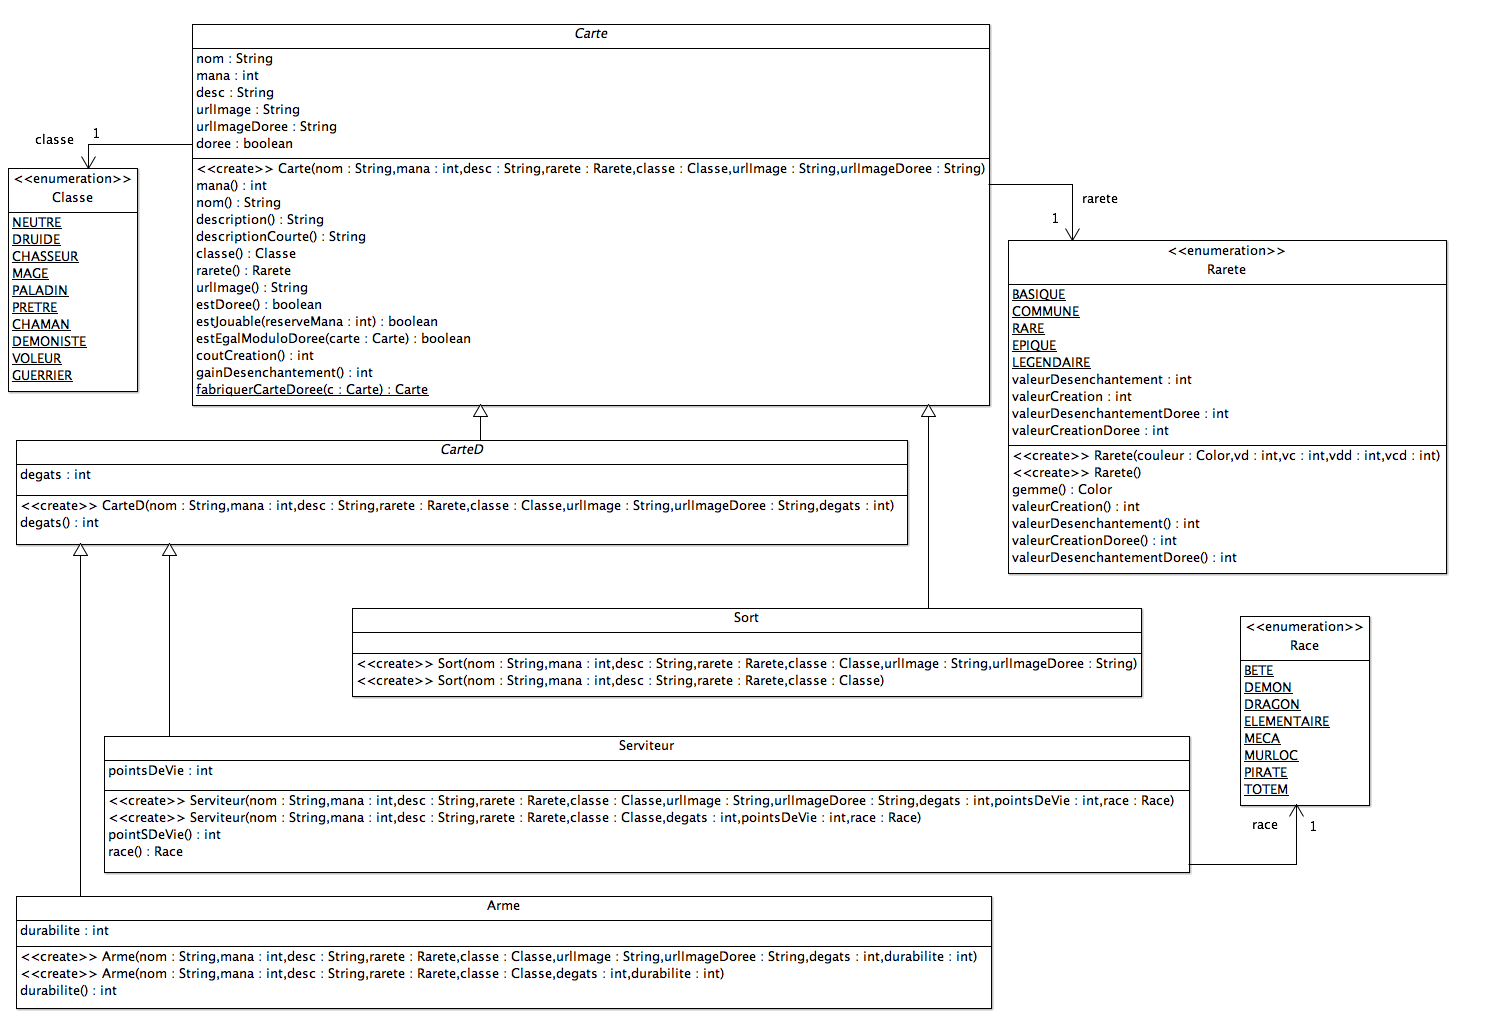 Carte
nom : String
mana : int
desc : String
urlImage : String
urlImageDoree : String
doree : boolean
<<create>> Carte(nom : String,mana : int,desc : String,rarete : Rarete,classe : Classe,urlImage : String,urlImageDoree : String)
mana() : int
nom() : String
description() : String
descriptionCourte() : String
classe() : Classe
rarete() : Rarete
urlImage() : String
estDoree() : boolean
estJouable(reserveMana : int) : boolean
estEgalModuloDoree(carte : Carte) : boolean
coutCreation() : int
gainDesenchantement() : int
fabriquerCarteDoree(c : Carte) : Carte
classe
1
<<enumeration>>
Classe
NEUTRE
DRUIDE
CHASSEUR
MAGE
PALADIN
PRETRE
CHAMAN
DEMONISTE
VOLEUR
GUERRIER
rarete
1
<<enumeration>>
Rarete
BASIQUE
COMMUNE
RARE
EPIQUE
LEGENDAIRE
valeurDesenchantement : int
valeurCreation : int
valeurDesenchantementDoree : int
valeurCreationDoree : int
<<create>> Rarete(couleur : Color,vd : int,vc : int,vdd : int,vcd : int)
<<create>> Rarete()
gemme() : Color
valeurCreation() : int
valeurDesenchantement() : int
valeurCreationDoree() : int
valeurDesenchantementDoree() : int
CarteD
degats : int
<<create>> CarteD(nom : String,mana : int,desc : String,rarete : Rarete,classe : Classe,urlImage : String,urlImageDoree : String,degats : int)
degats() : int
Sort
<<create>> Sort(nom : String,mana : int,desc : String,rarete : Rarete,classe : Classe,urlImage : String,urlImageDoree : String)
<<create>> Sort(nom : String,mana : int,desc : String,rarete : Rarete,classe : Classe)
<<enumeration>>
Race
BETE
DEMON
DRAGON
ELEMENTAIRE
MECA
MURLOC
PIRATE
TOTEM
race
1
Serviteur
pointsDeVie : int
<<create>> Serviteur(nom : String,mana : int,desc : String,rarete : Rarete,classe : Classe,urlImage : String,urlImageDoree : String,degats : int,pointsDeVie : int,race : Race)
<<create>> Serviteur(nom : String,mana : int,desc : String,rarete : Rarete,classe : Classe,degats : int,pointsDeVie : int,race : Race)
pointSDeVie() : int
race() : Race
Arme
durabilite : int
<<create>> Arme(nom : String,mana : int,desc : String,rarete : Rarete,classe : Classe,urlImage : String,urlImageDoree : String,degats : int,durabilite : int)
<<create>> Arme(nom : String,mana : int,desc : String,rarete : Rarete,classe : Classe,degats : int,durabilite : int)
durabilite() : int